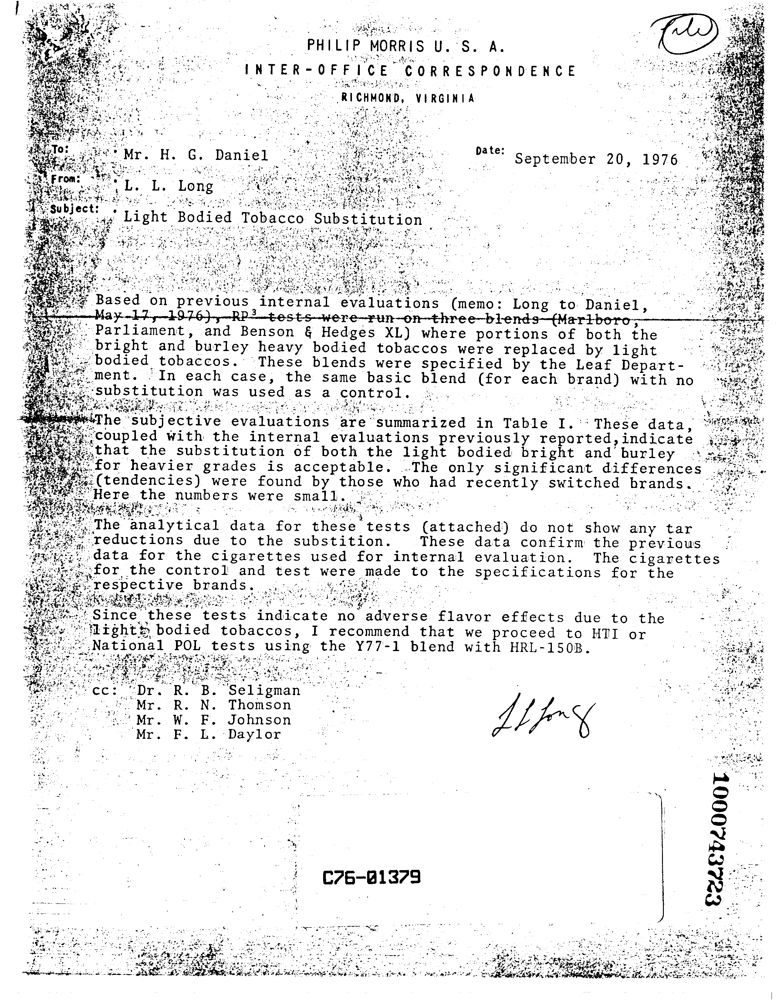 file
PHILIP MORRIS U. S. A.
INTER-OFFICE CORRESPONDENCE
RICHMOND, VIRGINIA
To: Mr. H. G. Daniel
Date: September 20, 1976
From: L. L. Long
Subject: Light Bodied Tobacco Substitution
Based on previous internal evaluations (memo: Long to Daniel,
May 17, 1976), RP³ tests were run on three blends (Marlboro,
Parliament, and Benson & Hedges XL) where portions of both the
bright and burley heavy bodied tobaccos were replaced by light
bodied tobaccos. These blends were specified by the Leaf Depart-
ment. In each case, the same basic blend (for each brand) with no
substitution was used as a control.
The subjective evaluations are summarized in Table I. These data,
coupled with the internal evaluations previously reported, indicate
that the substitution of both the light bodied bright and burley
for heavier grades is acceptable. The only significant differences
(tendencies) were found by those who had recently switched brands.
Here the numbers were small.
The analytical data for these tests (attached) do not show any tar
reductions due to the substition. These data confirm the previous
data for the cigarettes used for internal evaluation. The cigarettes
for the control and test were made to the specifications for the
respective brands.
Since these tests indicate no adverse flavor effects due to the
light bodied tobaccos, I recommend that we proceed to HTI or
National POL tests using the Y77-1 blend with HRL-150B.
cc: Dr. R. B. Seligman
Mr. R. N. Thomson
Mr. W. F. Johnson
Mr. F. L. Daylor
L L Long
C76-01379
1000743723